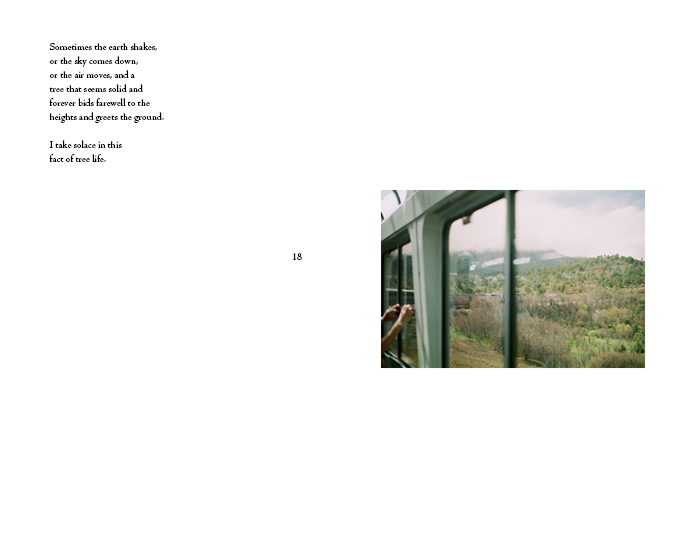 Sometimes the earth shakes,
or the sky comes down,
or the air moves, and a
tree that seems solid and
forever bids farewell to the
heights and greets the ground.
I take solace in this
fact of tree life.
18